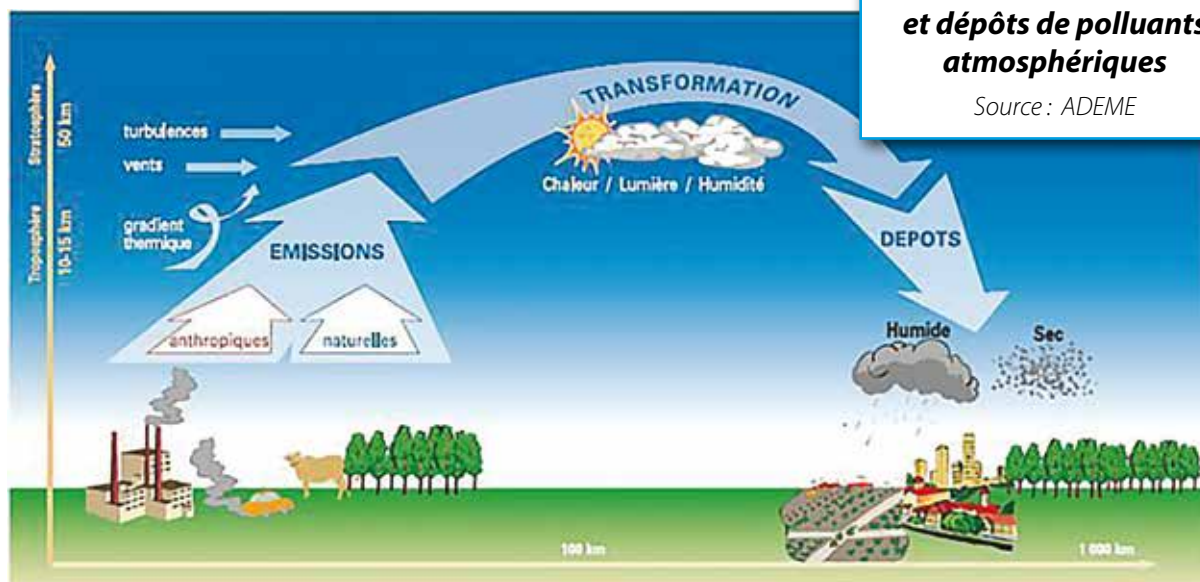 et dépôts de polluants
atmosphériques
Source : ADEME
Stratosphère
50 km
Troposphère
10-15 km
turbulences
vents
gradient
thermique
EMISSIONS
anthropiques
naturelles
TRANSFORMATION
Chaleur / Lumière / Humidité
DEPOTS
Humide
Sec
100 km
1 000 km